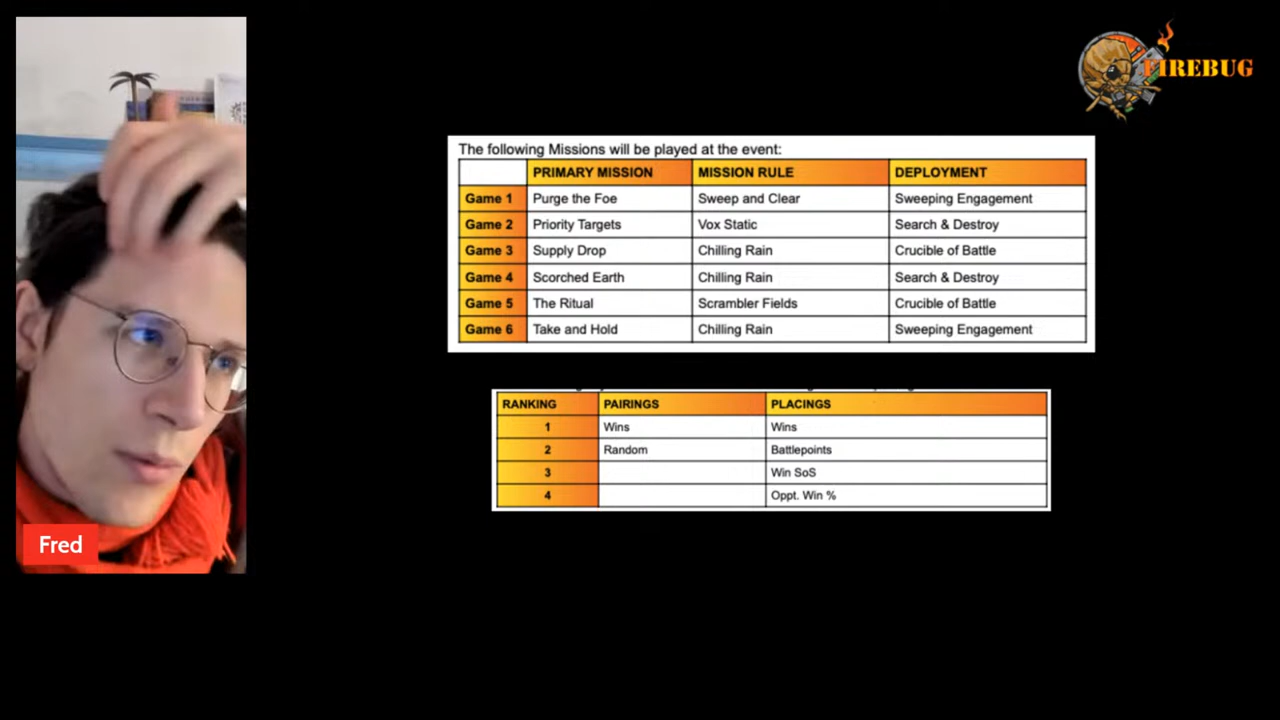 FIREBUG
The following Missions will be played at the event:
PRIMARY MISSION MISSION RULE DEPLOYMENT
Game 1 Purge the Foe Sweep and Clear Sweeping Engagement
Game 2 Priority Targets Vox Static Search & Destroy
Game 3 Supply Drop Chilling Rain Crucible of Battle
Game 4 Scorched Earth Chilling Rain Search & Destroy
Game 5 The Ritual Scrambler Fields Crucible of Battle
Game 6 Take and Hold Chilling Rain Sweeping Engagement
RANKING PAIRINGS PLACINGS
1 Wins Wins
2 Random Battlepoints
3 Win SoS
4 Oppt. Win %
Fred